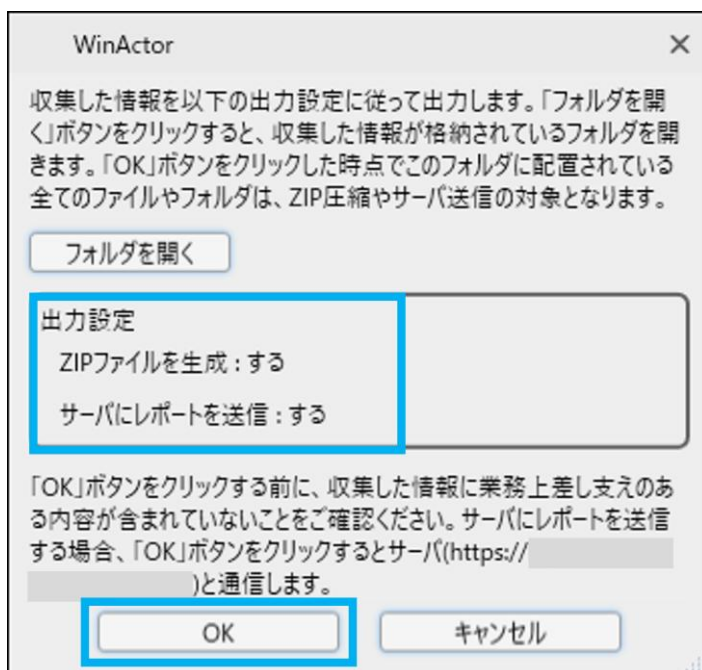 WinActor
収集した情報を以下の出力設定に従って出力します。「フォルダを開
く」ボタンをクリックすると、収集した情報が格納されているフォルダを開
きます。「OK」ボタンをクリックした時点でこのフォルダに配置されている
全てのファイルやフォルダは、ZIP圧縮やサーバ送信の対象となります。
フォルダを開く
出力設定
ZIPファイルを生成 : する
サーバにレポートを送信 : する
「OK」ボタンをクリックする前に、収集した情報に業務上差し支えのあ
る内容が含まれていないことをご確認ください。サーバにレポートを送信
する場合、「OK」ボタンをクリックするとサーバ(https://
)と通信します。
OK
キャンセル